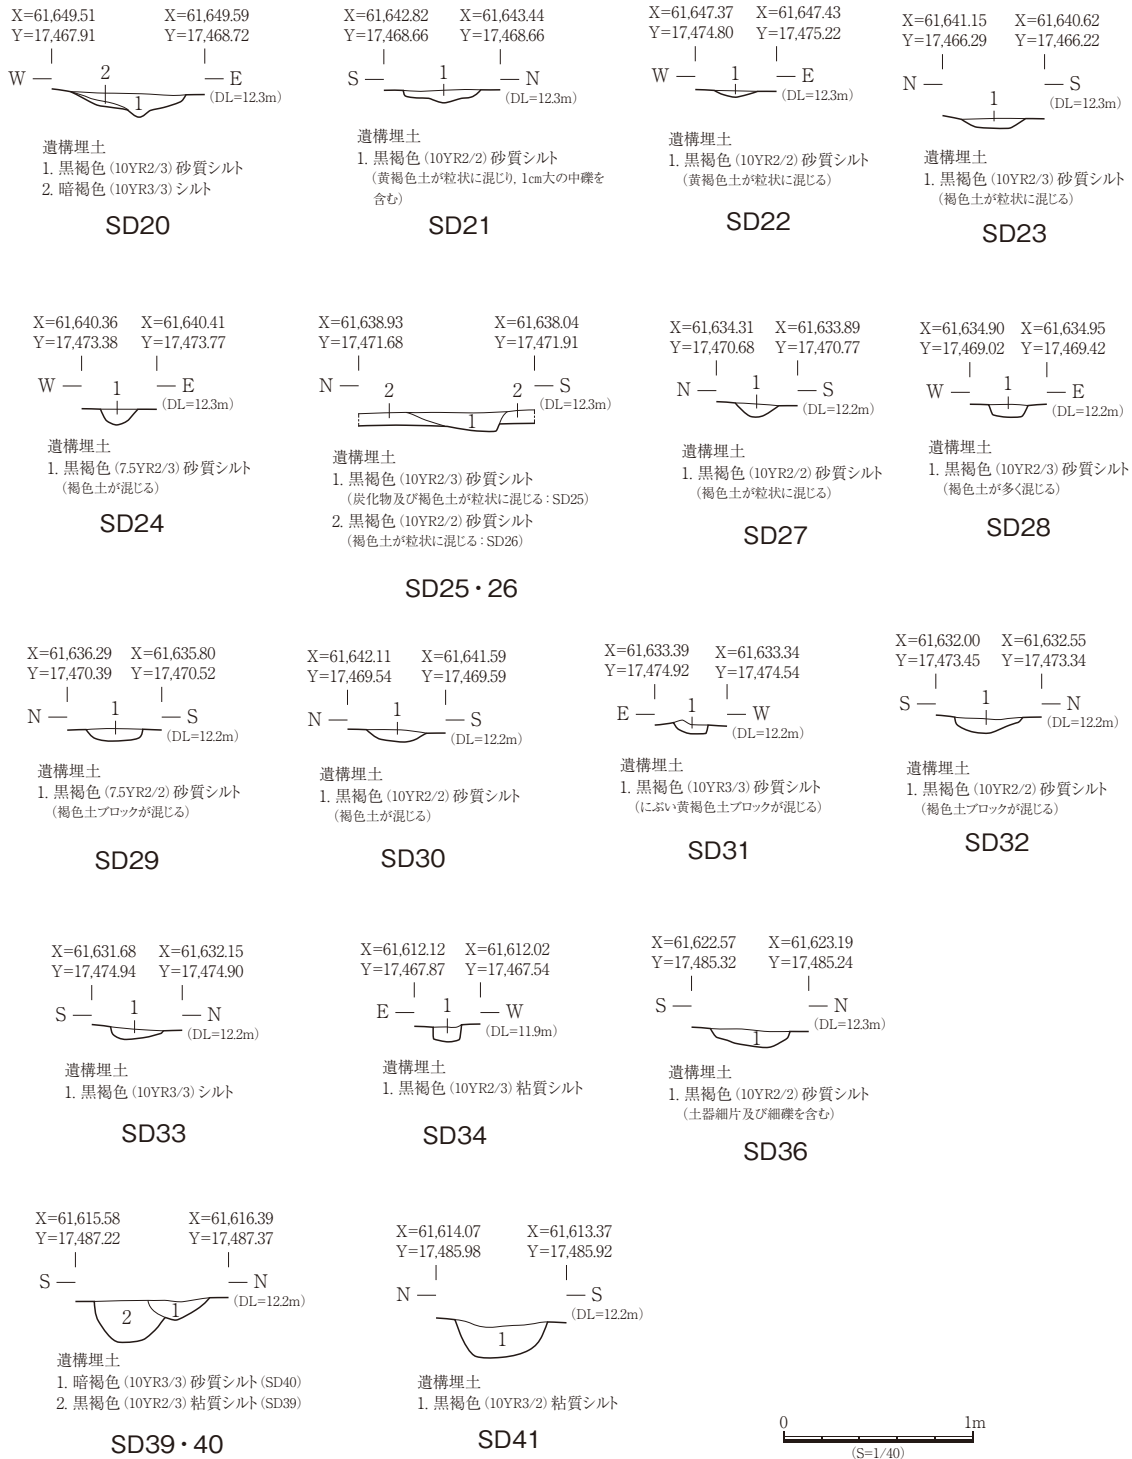 X=61,649.51 X=61,649.59
Y=17,467.91 Y=17,468.72
W E
2
1
(DL=12.3m)
遺構埋土
1. 黒褐色 (10YR2/3) 砂質シルト
2. 暗褐色 (10YR3/3) シルト
SD20
X=61,642.82 X=61,643.44
Y=17,468.66 Y=17,468.66
S 1 N
(DL=12.3m)
遺構埋土
1. 黒褐色 (10YR2/2) 砂質シルト
(黄褐色土が粒状に混じり, 1cm大の中礫を
含む)
SD21
X=61,647.37 X=61,647.43
Y=17,474.80 Y=17,475.22
W 1 E
(DL=12.3m)
遺構埋土
1. 黒褐色 (10YR2/2) 砂質シルト
(黄褐色土が粒状に混じる)
SD22
X=61,641.15 X=61,640.62
Y=17,466.29 Y=17,466.22
N S
1
(DL=12.3m)
遺構埋土
1. 黒褐色 (10YR2/3) 砂質シルト
(褐色土が粒状に混じる)
SD23
X=61,640.36 X=61,640.41
Y=17,473.38 Y=17,473.77
W 1 E
(DL=12.3m)
遺構埋土
1. 黒褐色 (7.5YR2/3) 砂質シルト
(褐色土が混じる)
SD24
X=61,638.93 X=61,638.04
Y=17,471.68 Y=17,471.91
N 2 2 S
1
(DL=12.3m)
遺構埋土
1. 黒褐色 (10YR2/3) 砂質シルト
(炭化物及び褐色土が粒状に混じる : SD25)
2. 黒褐色 (10YR2/2) 砂質シルト
(褐色土が粒状に混じる : SD26)
SD25・26
X=61,634.31 X=61,633.89
Y=17,470.68 Y=17,470.77
N 1 S
(DL=12.2m)
遺構埋土
1. 黒褐色 (10YR2/2) 砂質シルト
(褐色土が粒状に混じる)
SD27
X=61,634.90 X=61,634.95
Y=17,469.02 Y=17,469.42
W 1 E
(DL=12.2m)
遺構埋土
1. 黒褐色 (10YR2/3) 砂質シルト
(褐色土が多く混じる)
SD28
X=61,636.29 X=61,635.80
Y=17,470.39 Y=17,470.52
N 1 S
(DL=12.2m)
遺構埋土
1. 黒褐色 (7.5YR2/2) 砂質シルト
(褐色土ブロックが混じる)
SD29
X=61,642.11 X=61,641.59
Y=17,469.54 Y=17,469.59
N 1 S
(DL=12.2m)
遺構埋土
1. 黒褐色 (10YR2/2) 砂質シルト
(褐色土が混じる)
SD30
X=61,633.39 X=61,633.34
Y=17,474.92 Y=17,474.54
E 1 W
(DL=12.2m)
遺構埋土
1. 黒褐色 (10YR3/3) 砂質シルト
(にぶい黄褐色土ブロックが混じる)
SD31
X=61,632.00 X=61,632.55
Y=17,473.45 Y=17,473.34
S 1 N
(DL=12.2m)
遺構埋土
1. 黒褐色 (10YR2/2) 砂質シルト
(褐色土ブロックが混じる)
SD32
X=61,631.68 X=61,632.15
Y=17,474.94 Y=17,474.90
S 1 N
(DL=12.2m)
遺構埋土
1. 黒褐色 (10YR3/3) シルト
SD33
X=61,612.12 X=61,612.02
Y=17,467.87 Y=17,467.54
E 1 W
(DL=11.9m)
遺構埋土
1. 黒褐色 (10YR2/3) 粘質シルト
SD34
X=61,622.57 X=61,623.19
Y=17,485.32 Y=17,485.24
S N
1
(DL=12.3m)
遺構埋土
1. 黒褐色 (10YR2/2) 砂質シルト
(土器細片及び細礫を含む)
SD36
X=61,615.58 X=61,616.39
Y=17,487.22 Y=17,487.37
S N
2 1
(DL=12.2m)
遺構埋土
1. 暗褐色 (10YR3/3) 砂質シルト (SD40)
2. 黒褐色 (10YR2/3) 粘質シルト (SD39)
SD39・40
X=61,614.07 X=61,613.37
Y=17,485.98 Y=17,485.92
N S
1
(DL=12.2m)
遺構埋土
1. 黒褐色 (10YR3/2) 粘質シルト
SD41
0 1m
(S=1/40)